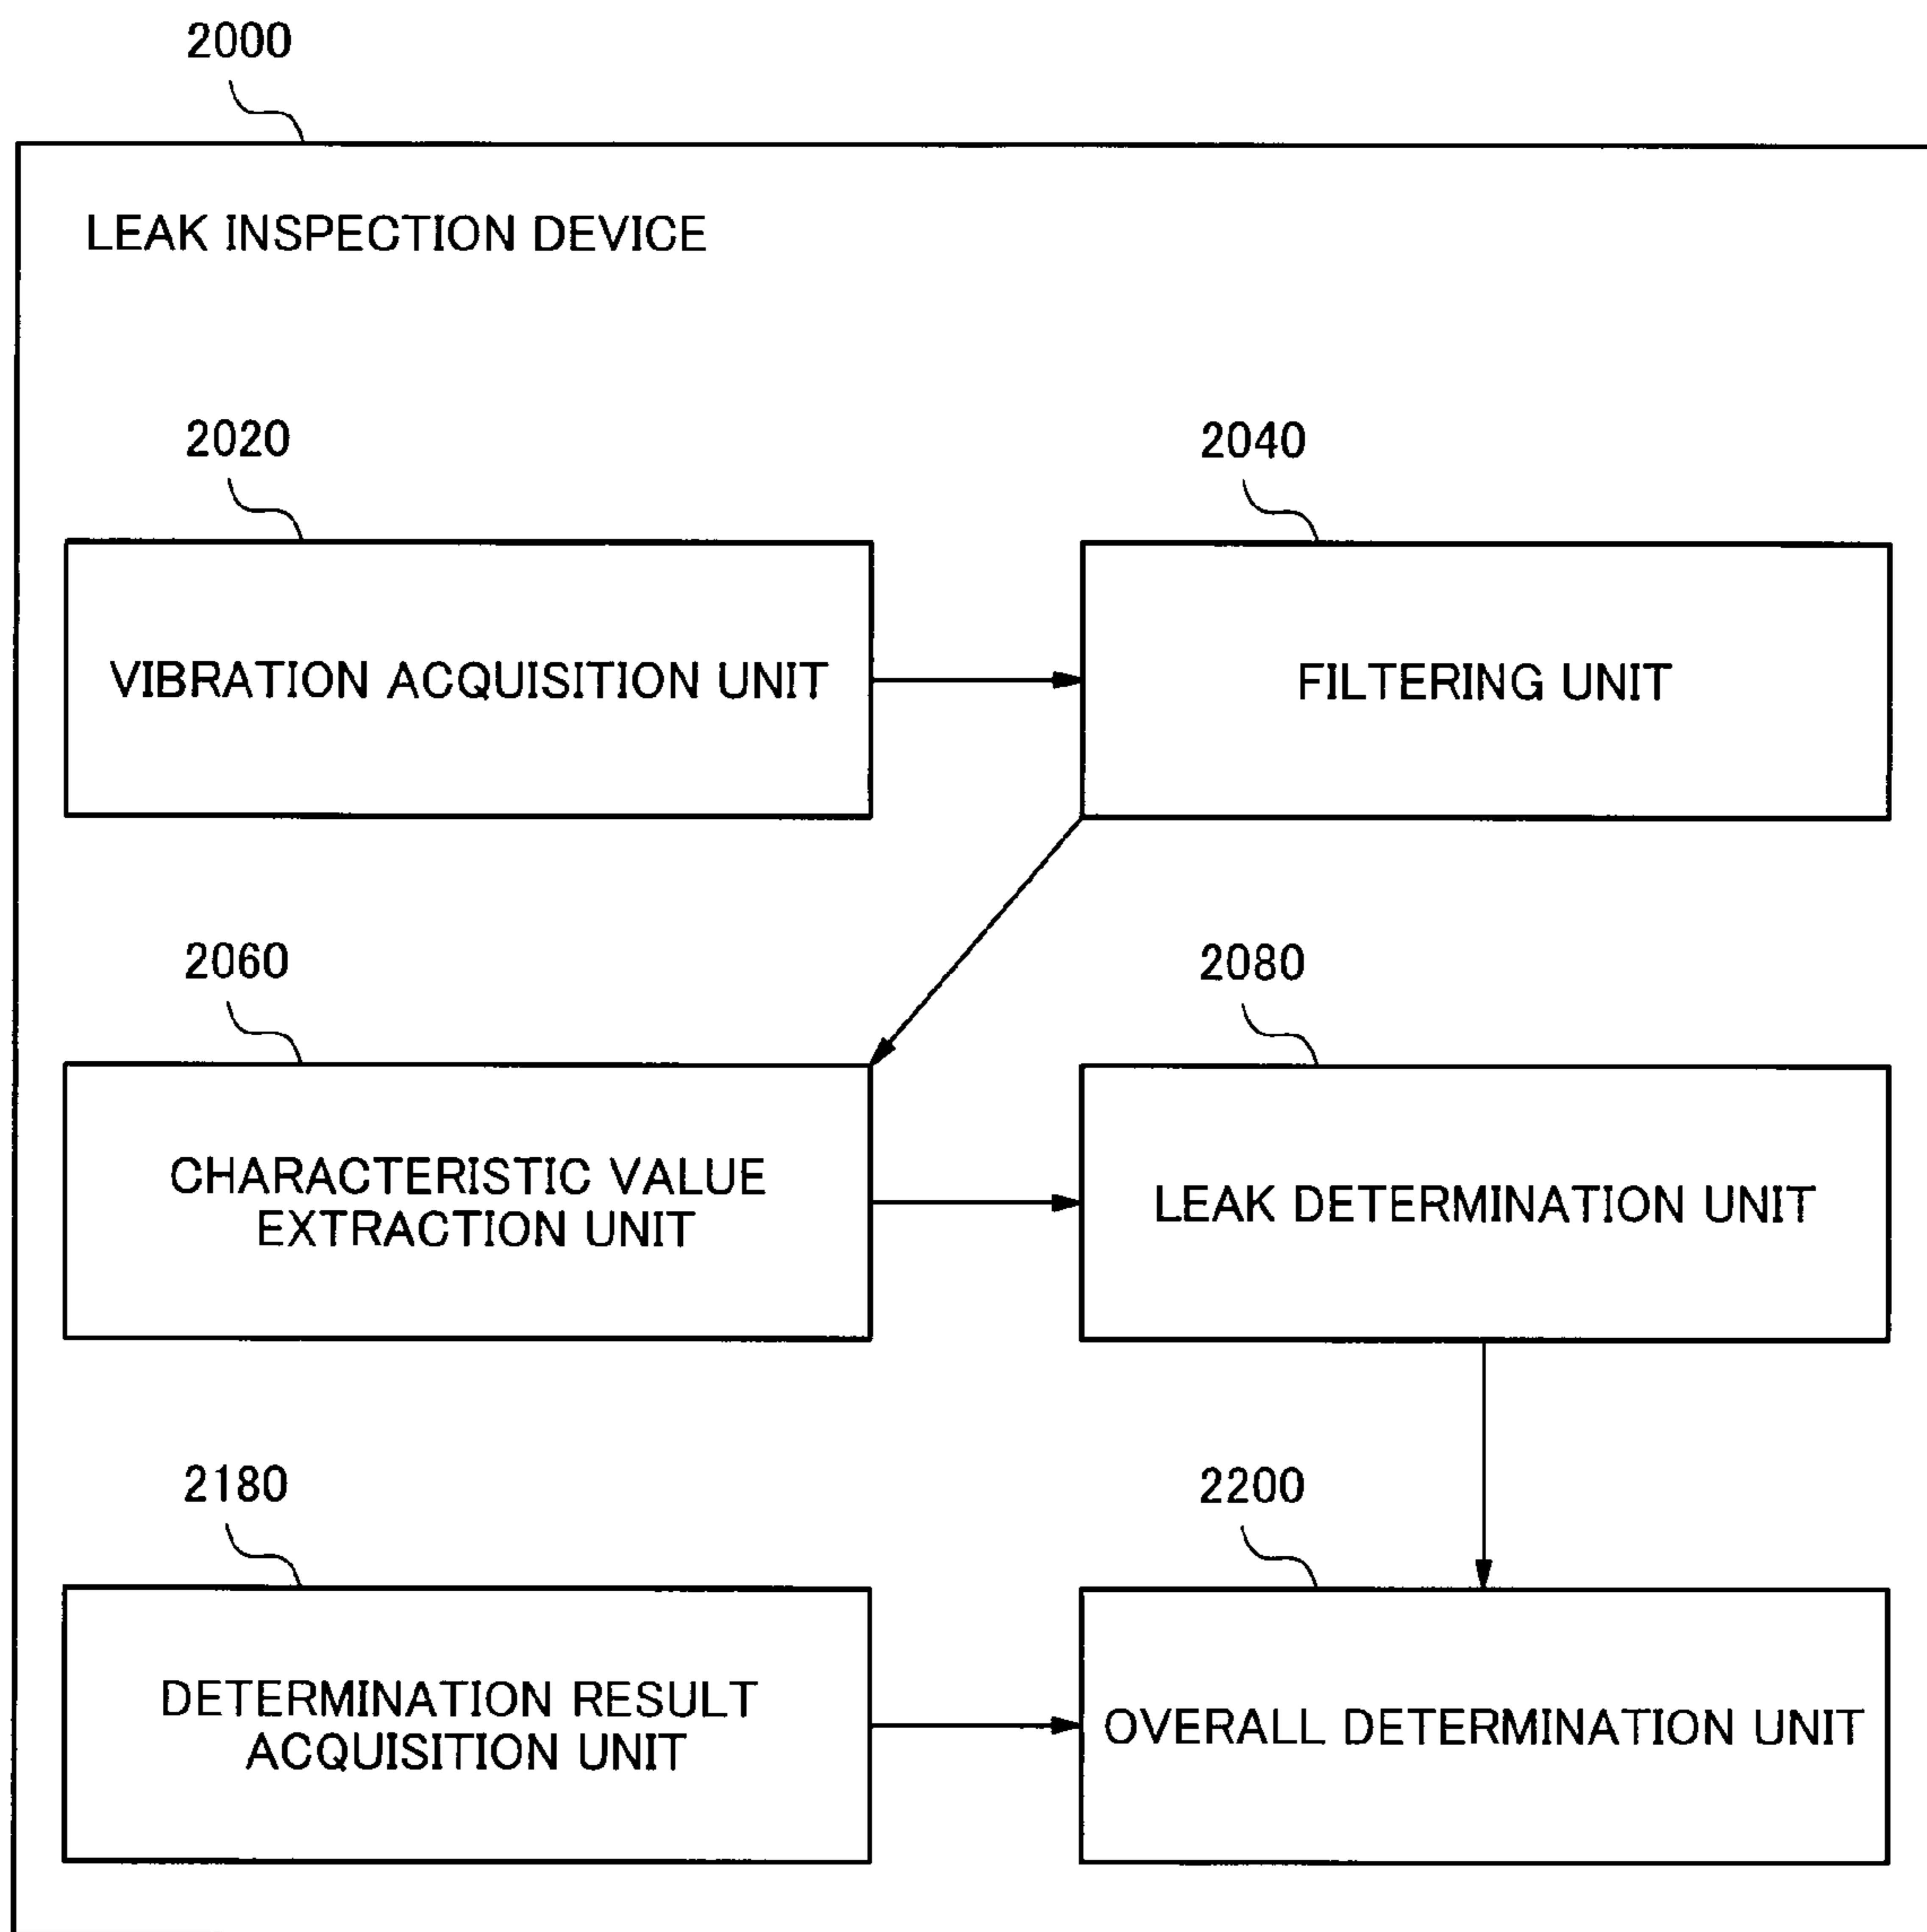 2000
LEAK INSPECTION DEVICE
2020
2040
VIBRATION ACQUISITION UNIT
FILTERING UNIT
2060
2080
CHARACTERISTIC VALUE
EXTRACTION UNIT
LEAK DETERMINATION UNIT
2180
2200
DETERMINATION RESULT
ACQUISITION UNIT
OVERALL DETERMINATION UNIT